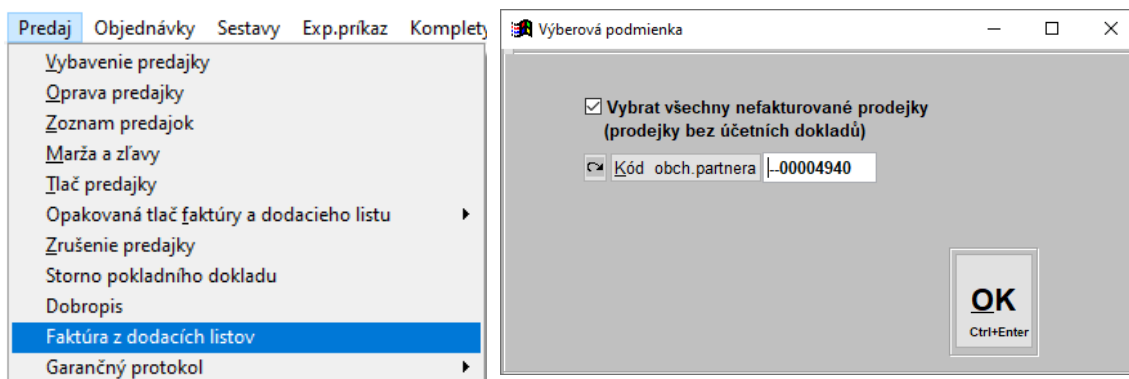 Predaj Objednávky Sestavy Exp.príkaz Komplety
Vybavenie predajky
Oprava predajky
Zoznam predajok
Marža a zľavy
Tlač predajky
Opakovaná tlač faktúry a dodacieho listu
Zrušenie predajky
Storno pokladního dokladu
Dobropis
Faktúra z dodacích listov
Garančný protokol
Výberová podmienka
Vybrat všechny nefakturované prodejky
(prodejky bez účetních dokladů)
Kód obch.partnera --00004940
OK
Ctrl+Enter